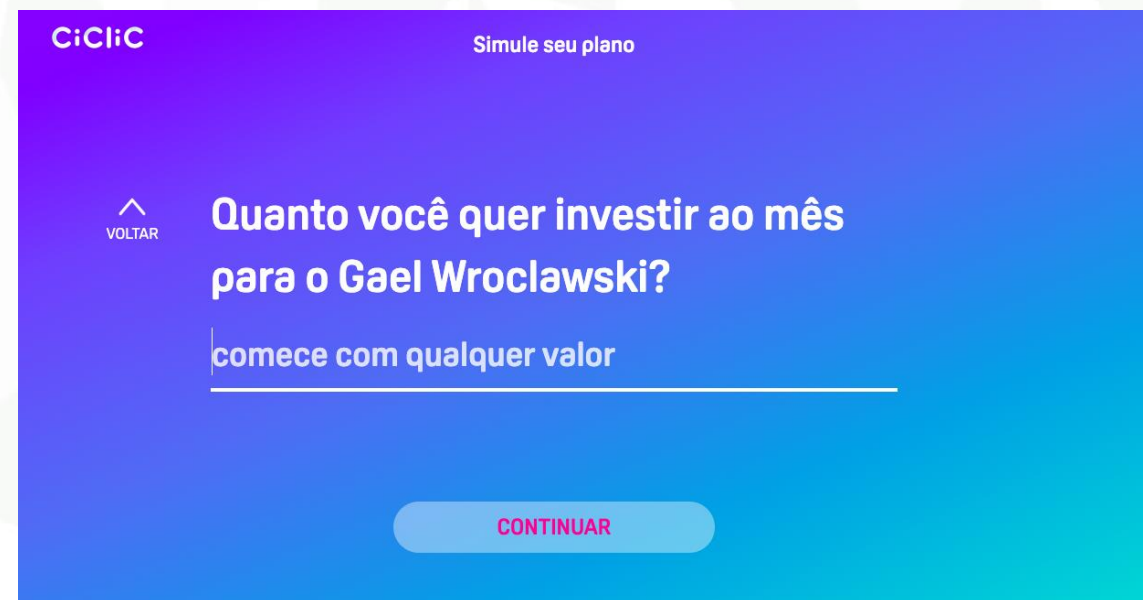 CiCliC
Simule seu plano
VOLTAR
Quanto você quer investir ao mês
para o Gael Wroclawski?
comece com qualquer valor
CONTINUAR